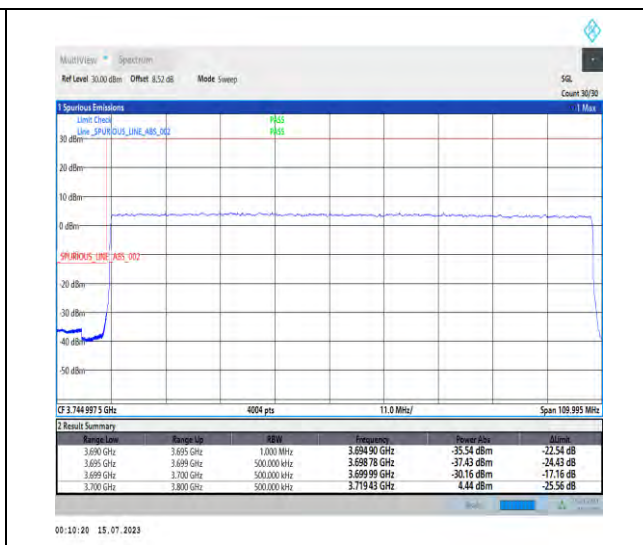 MultiView Spectrum
Ref Level 30.00 dBm Offset 8.52 dB Mode Sweep SGL
Count 30/30
1 Spurious Emissions 1 Max
Limit Check PASS
Line _SPURIOUS_LINE_ABS_002 PASS
30 dBm
20 dBm
10 dBm
0 dBm
SPURIOUS_LINE_ABS_002
-20 dBm
-30 dBm
-40 dBm
-50 dBm
CF 3.744 997 5 GHz 4004 pts 11.0 MHz/ Span 109.995 MHz
2 Result Summary
Range Low Range Up RBW Frequency Power Abs ΔLimit
3.690 GHz 3.695 GHz 1.000 MHz 3.694 90 GHz -35.54 dBm -22.54 dB
3.695 GHz 3.699 GHz 500.000 kHz 3.698 78 GHz -37.43 dBm -24.43 dB
3.699 GHz 3.700 GHz 500.000 kHz 3.699 99 GHz -30.16 dBm -17.16 dB
3.700 GHz 3.800 GHz 500.000 kHz 3.719 43 GHz 4.44 dBm -25.56 dB
00:10:20 15.07.2023